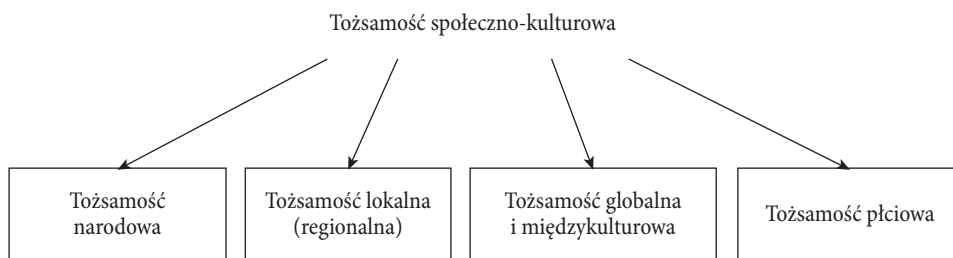 Tożsamość społeczno-kulturowa
Tożsamość
narodowa
Tożsamość lokalna
(regionalna)
Tożsamość globalna
i międzykulturowa
Tożsamość płciowa